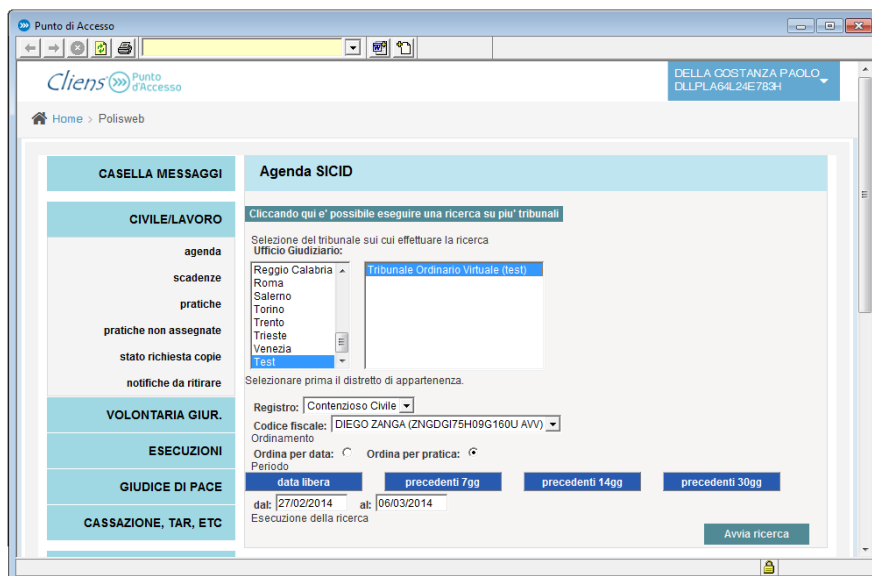 Punto di Accesso
Cliens Punto d'Accesso
DELLA COSTANZA PAOLO
DLLPLA64L24E783H
Home > Polisweb
CASELLA MESSAGGI
CIVILE/LAVORO
agenda
scadenze
pratiche
pratiche non assegnate
stato richiesta copie
notifiche da ritirare
VOLONTARIA GIUR.
ESECUZIONI
GIUDICE DI PACE
CASSAZIONE, TAR, ETC
Agenda SICID
Cliccando qui e' possibile eseguire una ricerca su piu' tribunali
Selezione del tribunale sui cui effettuare la ricerca
Ufficio Giudiziario:
Reggio Calabria
Roma
Salerno
Torino
Trento
Trieste
Venezia
Test
Tribunale Ordinario Virtuale (test)
Selezionare prima il distretto di appartenenza.
Registro: Contenzioso Civile
Codice fiscale: DIEGO ZANGA (ZNGDGI75H09G160U AVV)
Ordinamento
Ordina per data: Ordina per pratica:
Periodo
data libera precedenti 7gg precedenti 14gg precedenti 30gg
dal: 27/02/2014 al: 06/03/2014
Esecuzione della ricerca
Avvia ricerca